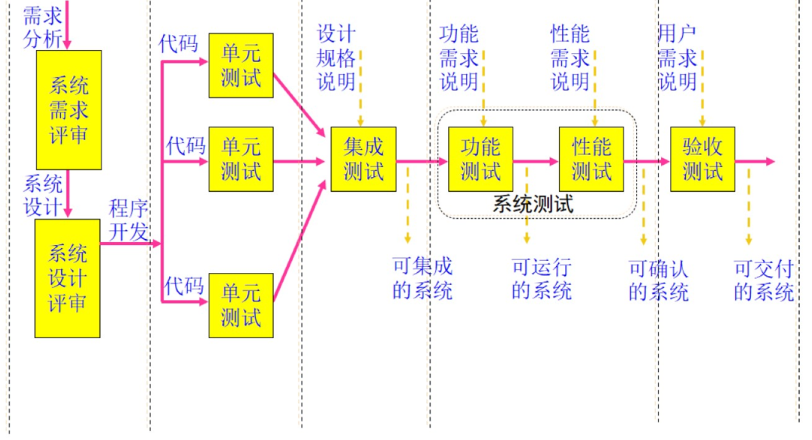 需求
分析
系统
需求
评审
系统
设计
系统
设计
评审
程序
开发
代码
单元
测试
代码
单元
测试
代码
单元
测试
设计
规格
说明
集成
测试
可集成
的系统
功能
需求
说明
功能
测试
可运行
的系统
性能
需求
说明
性能
测试
系统测试
可确认
的系统
用户
需求
说明
验收
测试
可交付
的系统